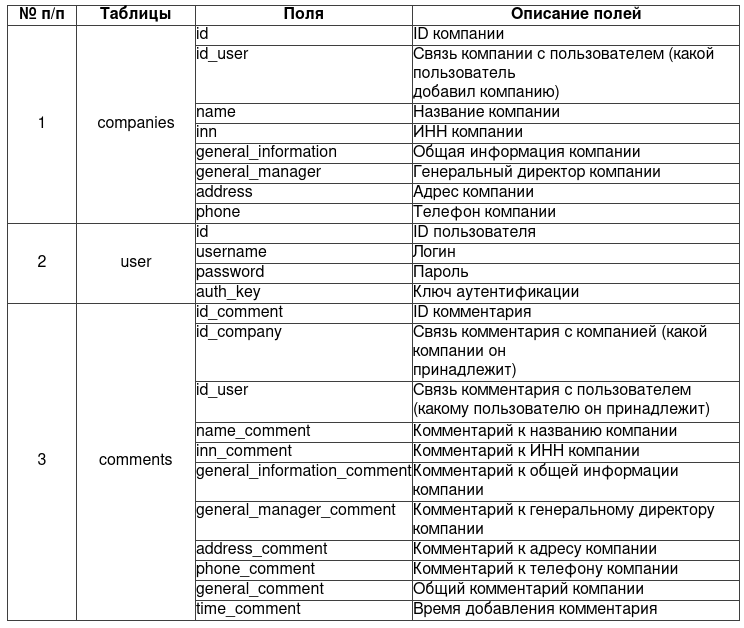 № п/п Таблицы Поля Описание полей
1 companies id ID компании
id_user Связь компании с пользователем (какой
пользователь
добавил компанию)
name Название компании
inn ИНН компании
general_information Общая информация компании
general_manager Генеральный директор компании
address Адрес компании
phone Телефон компании
2 user id ID пользователя
username Логин
password Пароль
auth_key Ключ аутентификации
3 comments id_comment ID комментария
id_company Связь комментария с компанией (какой
компании он
принадлежит)
id_user Связь комментария с пользователем
(какому пользователю он принадлежит)
name_comment Комментарий к названию компании
inn_comment Комментарий к ИНН компании
general_information_comment Комментарий к общей информации
компании
general_manager_comment Комментарий к генеральному директору
компании
address_comment Комментарий к адресу компании
phone_comment Комментарий к телефону компании
general_comment Общий комментарий компании
time_comment Время добавления комментария